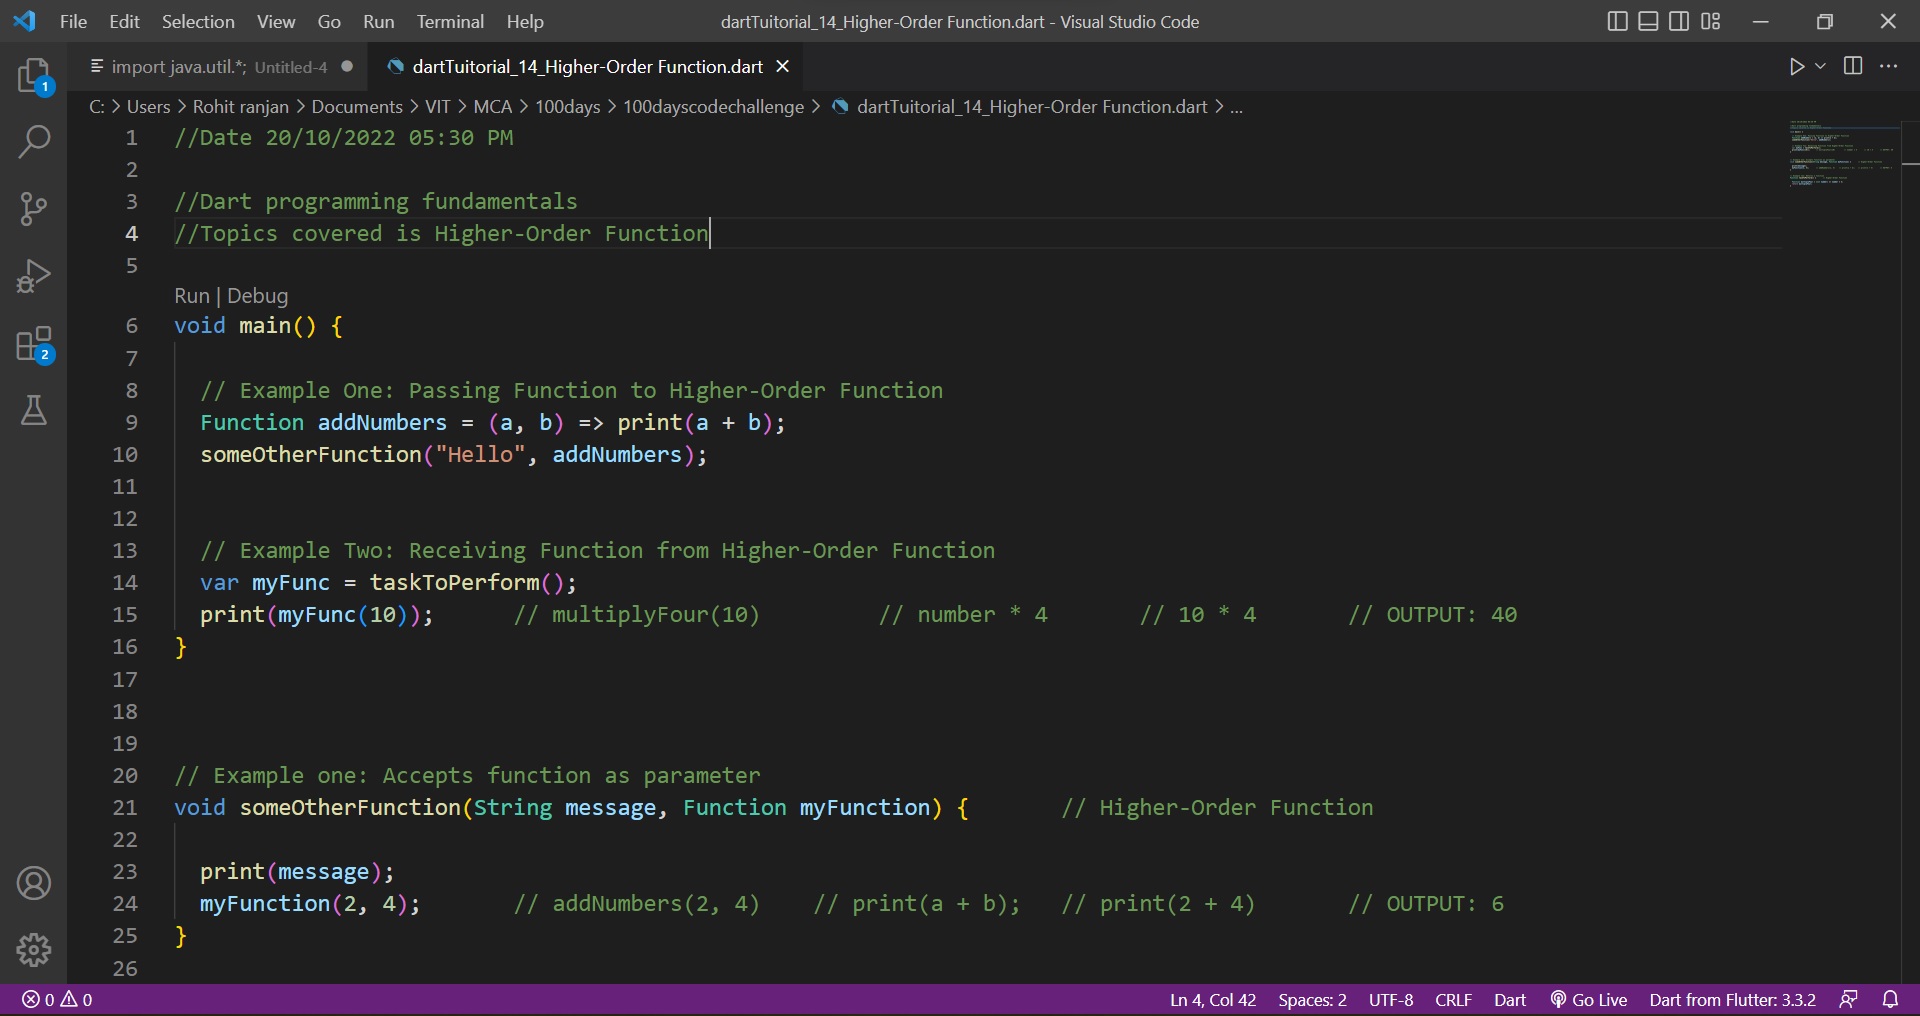 File Edit Selection View Go Run Terminal Help dartTuitorial_14_Higher-Order Function.dart - Visual Studio Code
import java.util.*; Untitled-4 dartTuitorial_14_Higher-Order Function.dart
C: > Users > Rohit ranjan > Documents > VIT > MCA > 100days > 100dayscodechallenge > dartTuitorial_14_Higher-Order Function.dart > ...
1
1 //Date 20/10/2022 05:30 PM
2
3 //Dart programming fundamentals
4 //Topics covered is Higher-Order Function
5
Run | Debug
6 void main() {
2
7
8 // Example One: Passing Function to Higher-Order Function
9 Function addNumbers = (a, b) => print(a + b);
10 someOtherFunction("Hello", addNumbers);
11
12
13 // Example Two: Receiving Function from Higher-Order Function
14 var myFunc = taskToPerform();
15 print(myFunc(10)); // multiplyFour(10) // number * 4 // 10 * 4 // OUTPUT: 40
16 }
17
18
19
20 // Example one: Accepts function as parameter
21 void someOtherFunction(String message, Function myFunction) { // Higher-Order Function
22
23 print(message);
24 myFunction(2, 4); // addNumbers(2, 4) // print(a + b); // print(2 + 4) // OUTPUT: 6
25 }
26
0 0 Ln 4, Col 42 Spaces: 2 UTF-8 CRLF Dart Go Live Dart from Flutter: 3.3.2